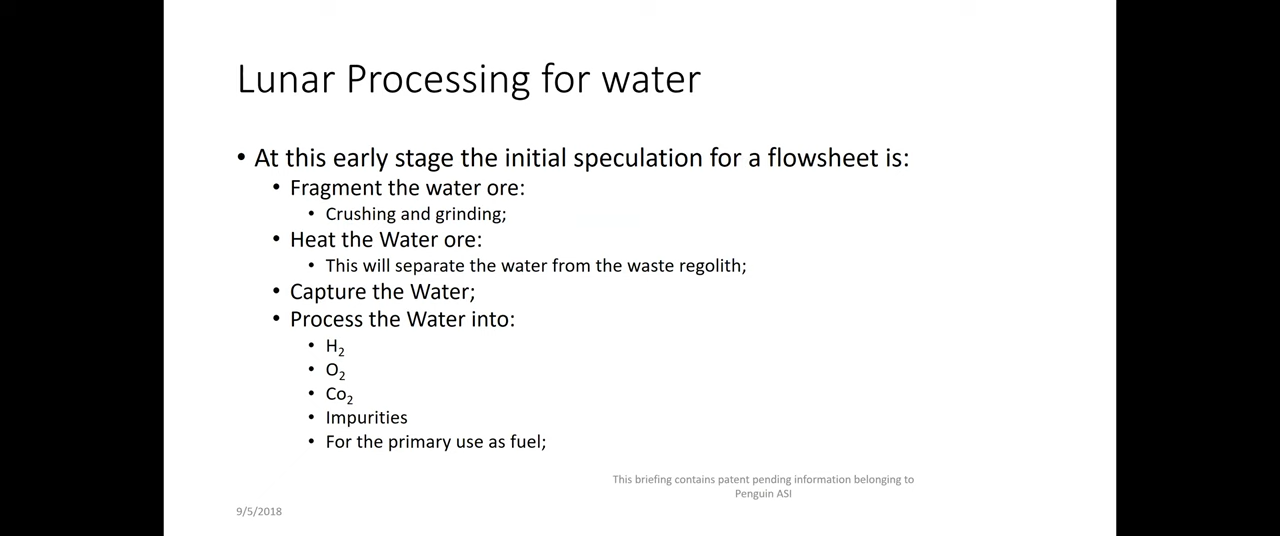 Lunar Processing for water
• At this early stage the initial speculation for a flowsheet is:
• Fragment the water ore:
• Crushing and grinding;
• Heat the Water ore:
• This will separate the water from the waste regolith;
• Capture the Water;
• Process the Water into:
• H₂
• O₂
• Co₂
• Impurities
• For the primary use as fuel;
This briefing contains patent pending information belonging to
Penguin ASI
9/5/2018